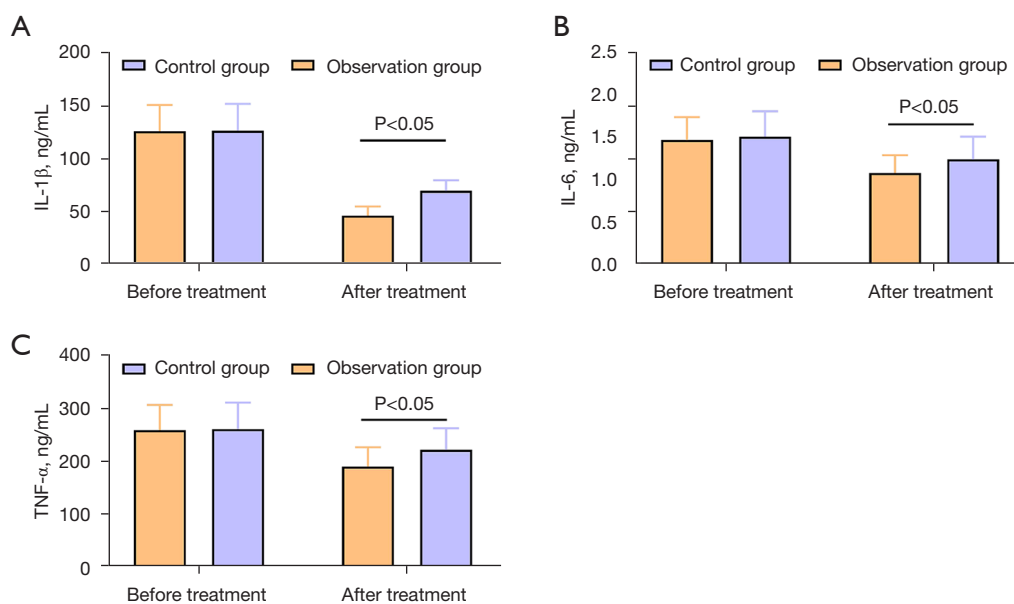 A
IL-1β, ng/mL
200
150
100
50
0
Control group
Observation group
P<0.05
Before treatment
After treatment
B
IL-6, ng/mL
2.5
2.0
1.5
1.0
0.5
0.0
Control group
Observation group
P<0.05
Before treatment
After treatment
C
TNF-α, ng/mL
400
300
200
100
0
Control group
Observation group
P<0.05
Before treatment
After treatment